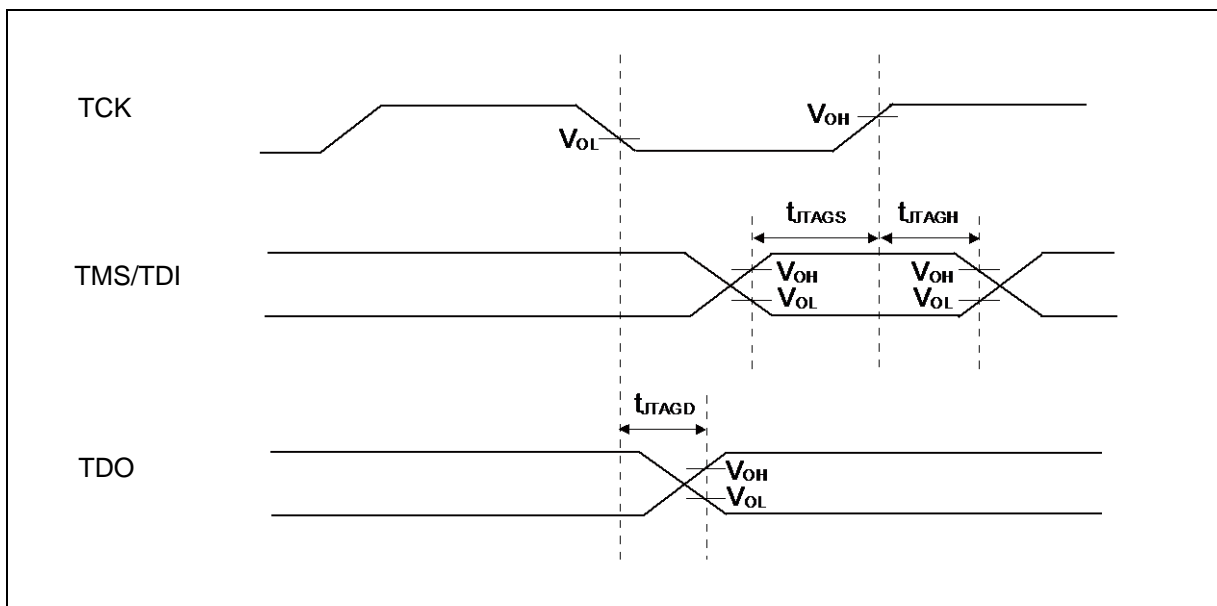 TCK
VOL
VOH
tJTAGS
tJTAGH
TMS/TDI
VOH
VOL
VOH
VOL
tJTAGD
TDO
VOH
VOL